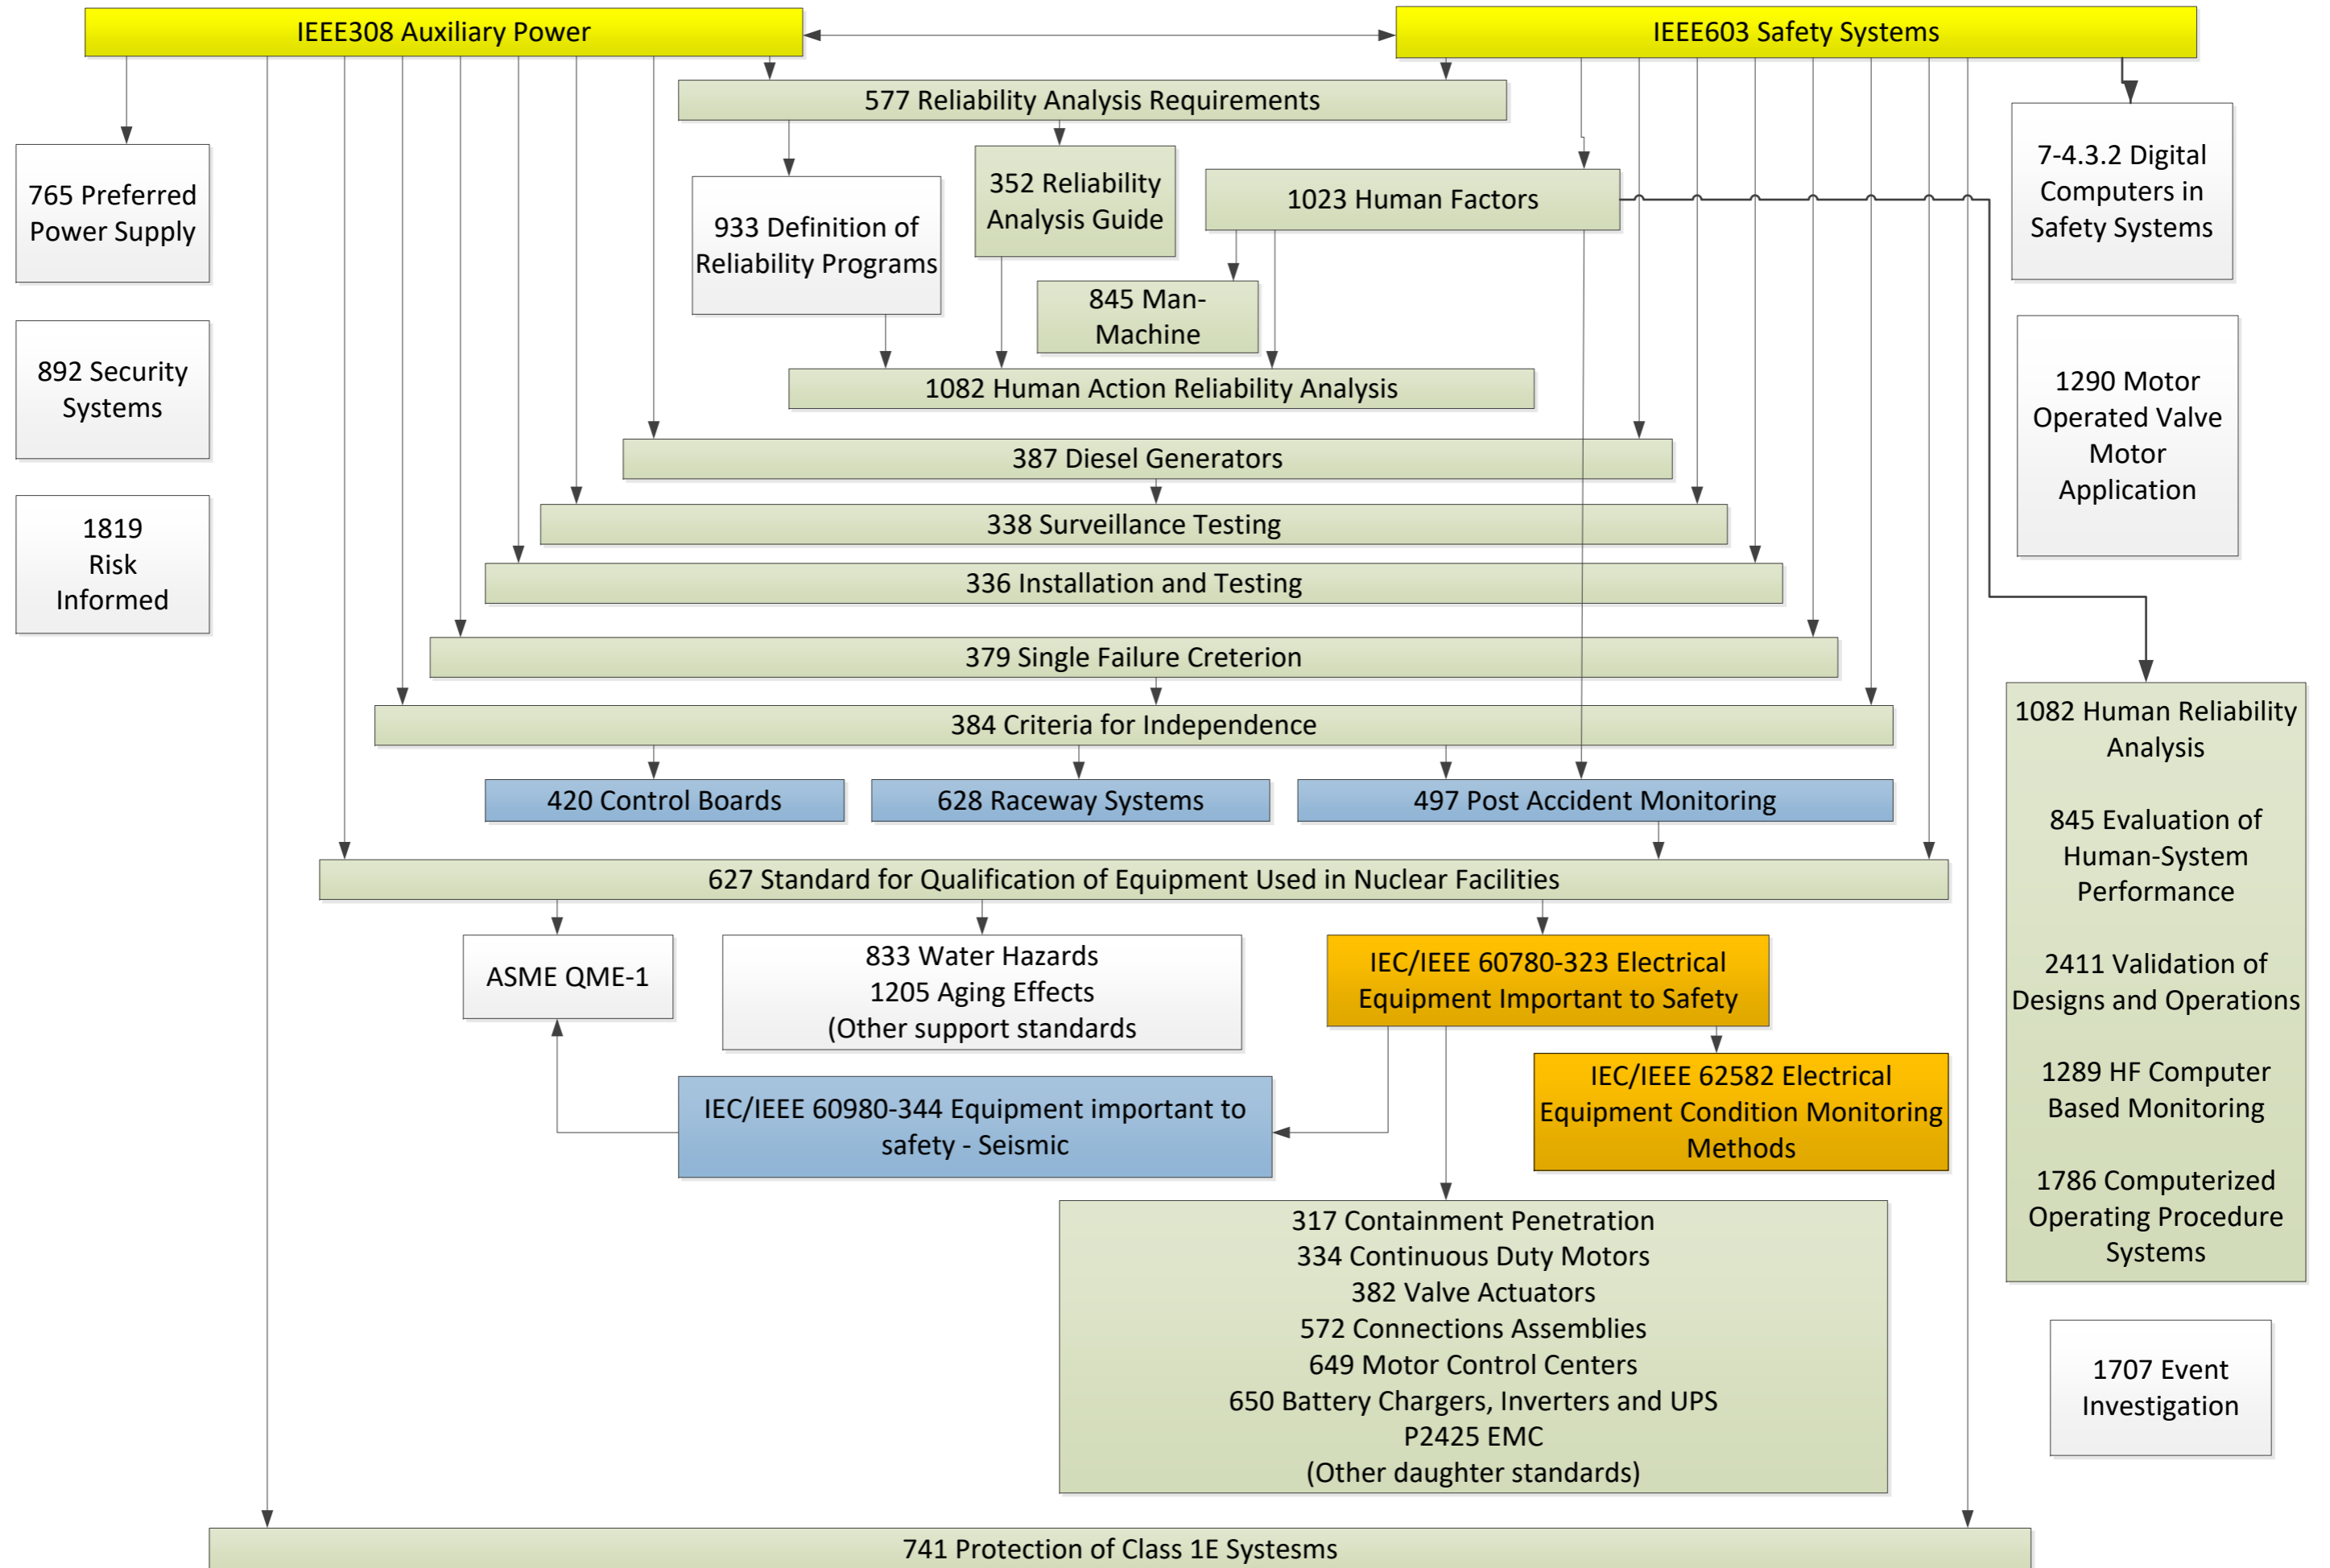 IEEE308 Auxiliary Power
IEEE603 Safety Systems
577 Reliability Analysis Requirements
765 Preferred
Power Supply
933 Definition of
Reliability Programs
352 Reliability
Analysis Guide
1023 Human Factors
7-4.3.2 Digital
Computers in
Safety Systems
845 Man-
Machine
892 Security
Systems
1082 Human Action Reliability Analysis
1290 Motor
Operated Valve
Motor
Application
387 Diesel Generators
1819
Risk
Informed
338 Surveillance Testing
336 Installation and Testing
379 Single Failure Creterion
384 Criteria for Independence
420 Control Boards
628 Raceway Systems
497 Post Accident Monitoring
627 Standard for Qualification of Equipment Used in Nuclear Facilities
ASME QME-1
833 Water Hazards
1205 Aging Effects
(Other support standards
IEC/IEEE 60780-323 Electrical
Equipment Important to Safety
IEC/IEEE 60980-344 Equipment important to
safety - Seismic
IEC/IEEE 62582 Electrical
Equipment Condition Monitoring
Methods
1082 Human Reliability
Analysis
845 Evaluation of
Human-System
Performance
2411 Validation of
Designs and Operations
1289 HF Computer
Based Monitoring
1786 Computerized
Operating Procedure
Systems
317 Containment Penetration
334 Continuous Duty Motors
382 Valve Actuators
572 Connections Assemblies
649 Motor Control Centers
650 Battery Chargers, Inverters and UPS
P2425 EMC
(Other daughter standards)
1707 Event
Investigation
741 Protection of Class 1E Systesms